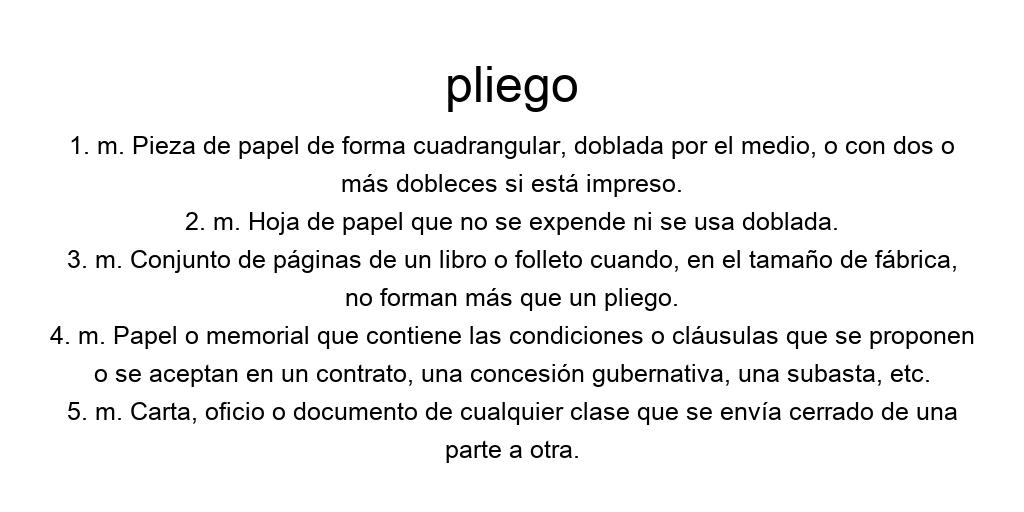 pliego
1. m. Pieza de papel de forma cuadrangular, doblada por el medio, o con dos o
más dobleces si está impreso.
2. m. Hoja de papel que no se expende ni se usa doblada.
3. m. Conjunto de páginas de un libro o folleto cuando, en el tamaño de fábrica,
no forman más que un pliego.
4. m. Papel o memorial que contiene las condiciones o cláusulas que se proponen
o se aceptan en un contrato, una concesión gubernativa, una subasta, etc.
5. m. Carta, oficio o documento de cualquier clase que se envía cerrado de una
parte a otra.